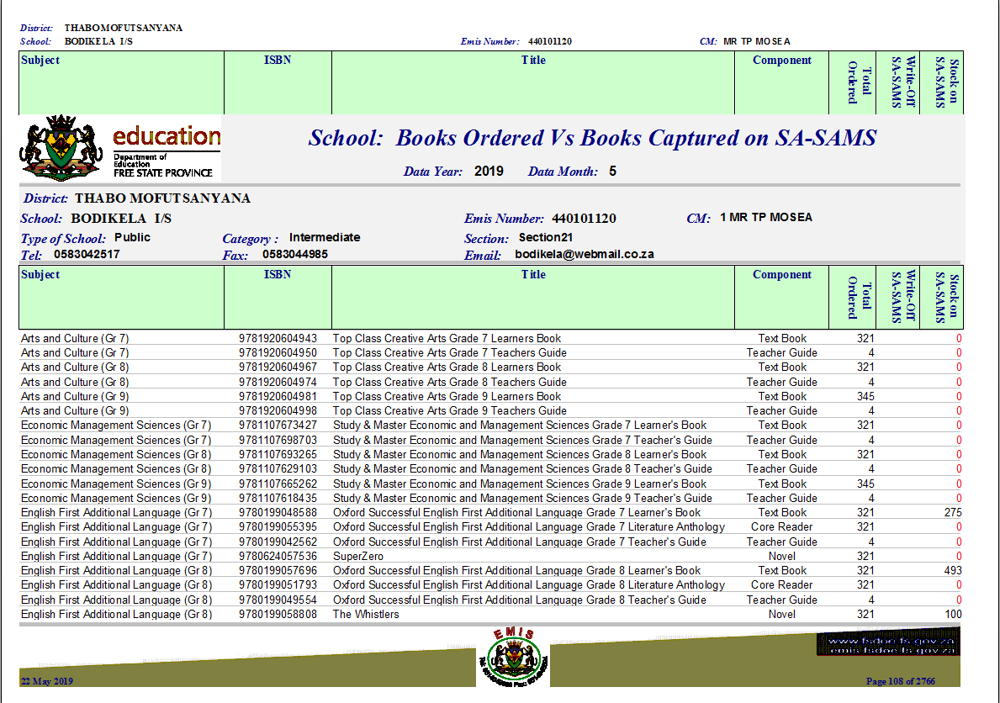 District: THABO MOFUTSANYANA
School: BODIKELA I/S Emis Number: 440101120 CM: MR TP MOSEA
Subject ISBN Title Component Total Ordered Write-Off SA-SAMS Stock on SA-SAMS
education
Department of
Education
FREE STATE PROVINCE
School: Books Ordered Vs Books Captured on SA-SAMS
Data Year: 2019 Data Month: 5
District: THABO MOFUTSANYANA
School: BODIKELA I/S Emis Number: 440101120 CM: 1 MR TP MOSEA
Type of School: Public Category : Intermediate Section: Section21
Tel: 0583042517 Fax: 0583044985 Email: bodikela@webmail.co.za
Subject ISBN Title Component Total Ordered Write-Off SA-SAMS Stock on SA-SAMS
Arts and Culture (Gr 7) 9781920604943 Top Class Creative Arts Grade 7 Learners Book Text Book 321 0
Arts and Culture (Gr 7) 9781920604950 Top Class Creative Arts Grade 7 Teachers Guide Teacher Guide 4 0
Arts and Culture (Gr 8) 9781920604967 Top Class Creative Arts Grade 8 Learners Book Text Book 321 0
Arts and Culture (Gr 8) 9781920604974 Top Class Creative Arts Grade 8 Teachers Guide Teacher Guide 4 0
Arts and Culture (Gr 9) 9781920604981 Top Class Creative Arts Grade 9 Learners Book Text Book 345 0
Arts and Culture (Gr 9) 9781920604998 Top Class Creative Arts Grade 9 Teachers Guide Teacher Guide 4 0
Economic Management Sciences (Gr 7) 9781107673427 Study & Master Economic and Management Sciences Grade 7 Learner's Book Text Book 321 0
Economic Management Sciences (Gr 7) 9781107698703 Study & Master Economic and Management Sciences Grade 7 Teacher's Guide Teacher Guide 4 0
Economic Management Sciences (Gr 8) 9781107693265 Study & Master Economic and Management Sciences Grade 8 Learner's Book Text Book 321 0
Economic Management Sciences (Gr 8) 9781107629103 Study & Master Economic and Management Sciences Grade 8 Teacher's Guide Teacher Guide 4 0
Economic Management Sciences (Gr 9) 9781107665262 Study & Master Economic and Management Sciences Grade 9 Learner's Book Text Book 345 0
Economic Management Sciences (Gr 9) 9781107618435 Study & Master Economic and Management Sciences Grade 9 Teacher's Guide Teacher Guide 4 0
English First Additional Language (Gr 7) 9780199048588 Oxford Successful English First Additional Language Grade 7 Learner's Book Text Book 321 275
English First Additional Language (Gr 7) 9780199055395 Oxford Successful English First Additional Language Grade 7 Literature Anthology Core Reader 321 0
English First Additional Language (Gr 7) 9780199042562 Oxford Successful English First Additional Language Grade 7 Teacher's Guide Teacher Guide 4 0
English First Additional Language (Gr 7) 9780624057536 SuperZero Novel 321 0
English First Additional Language (Gr 8) 9780199057696 Oxford Successful English First Additional Language Grade 8 Learner's Book Text Book 321 493
English First Additional Language (Gr 8) 9780199051793 Oxford Successful English First Additional Language Grade 8 Literature Anthology Core Reader 321 0
English First Additional Language (Gr 8) 9780199049554 Oxford Successful English First Additional Language Grade 8 Teacher's Guide Teacher Guide 4 0
English First Additional Language (Gr 8) 9780199058808 The Whistlers Novel 321 100
EMIS
www.fsdoe.fs.gov.za
emis.fsdoe.fs.gov.za
22 May 2019 Page 108 of 2766